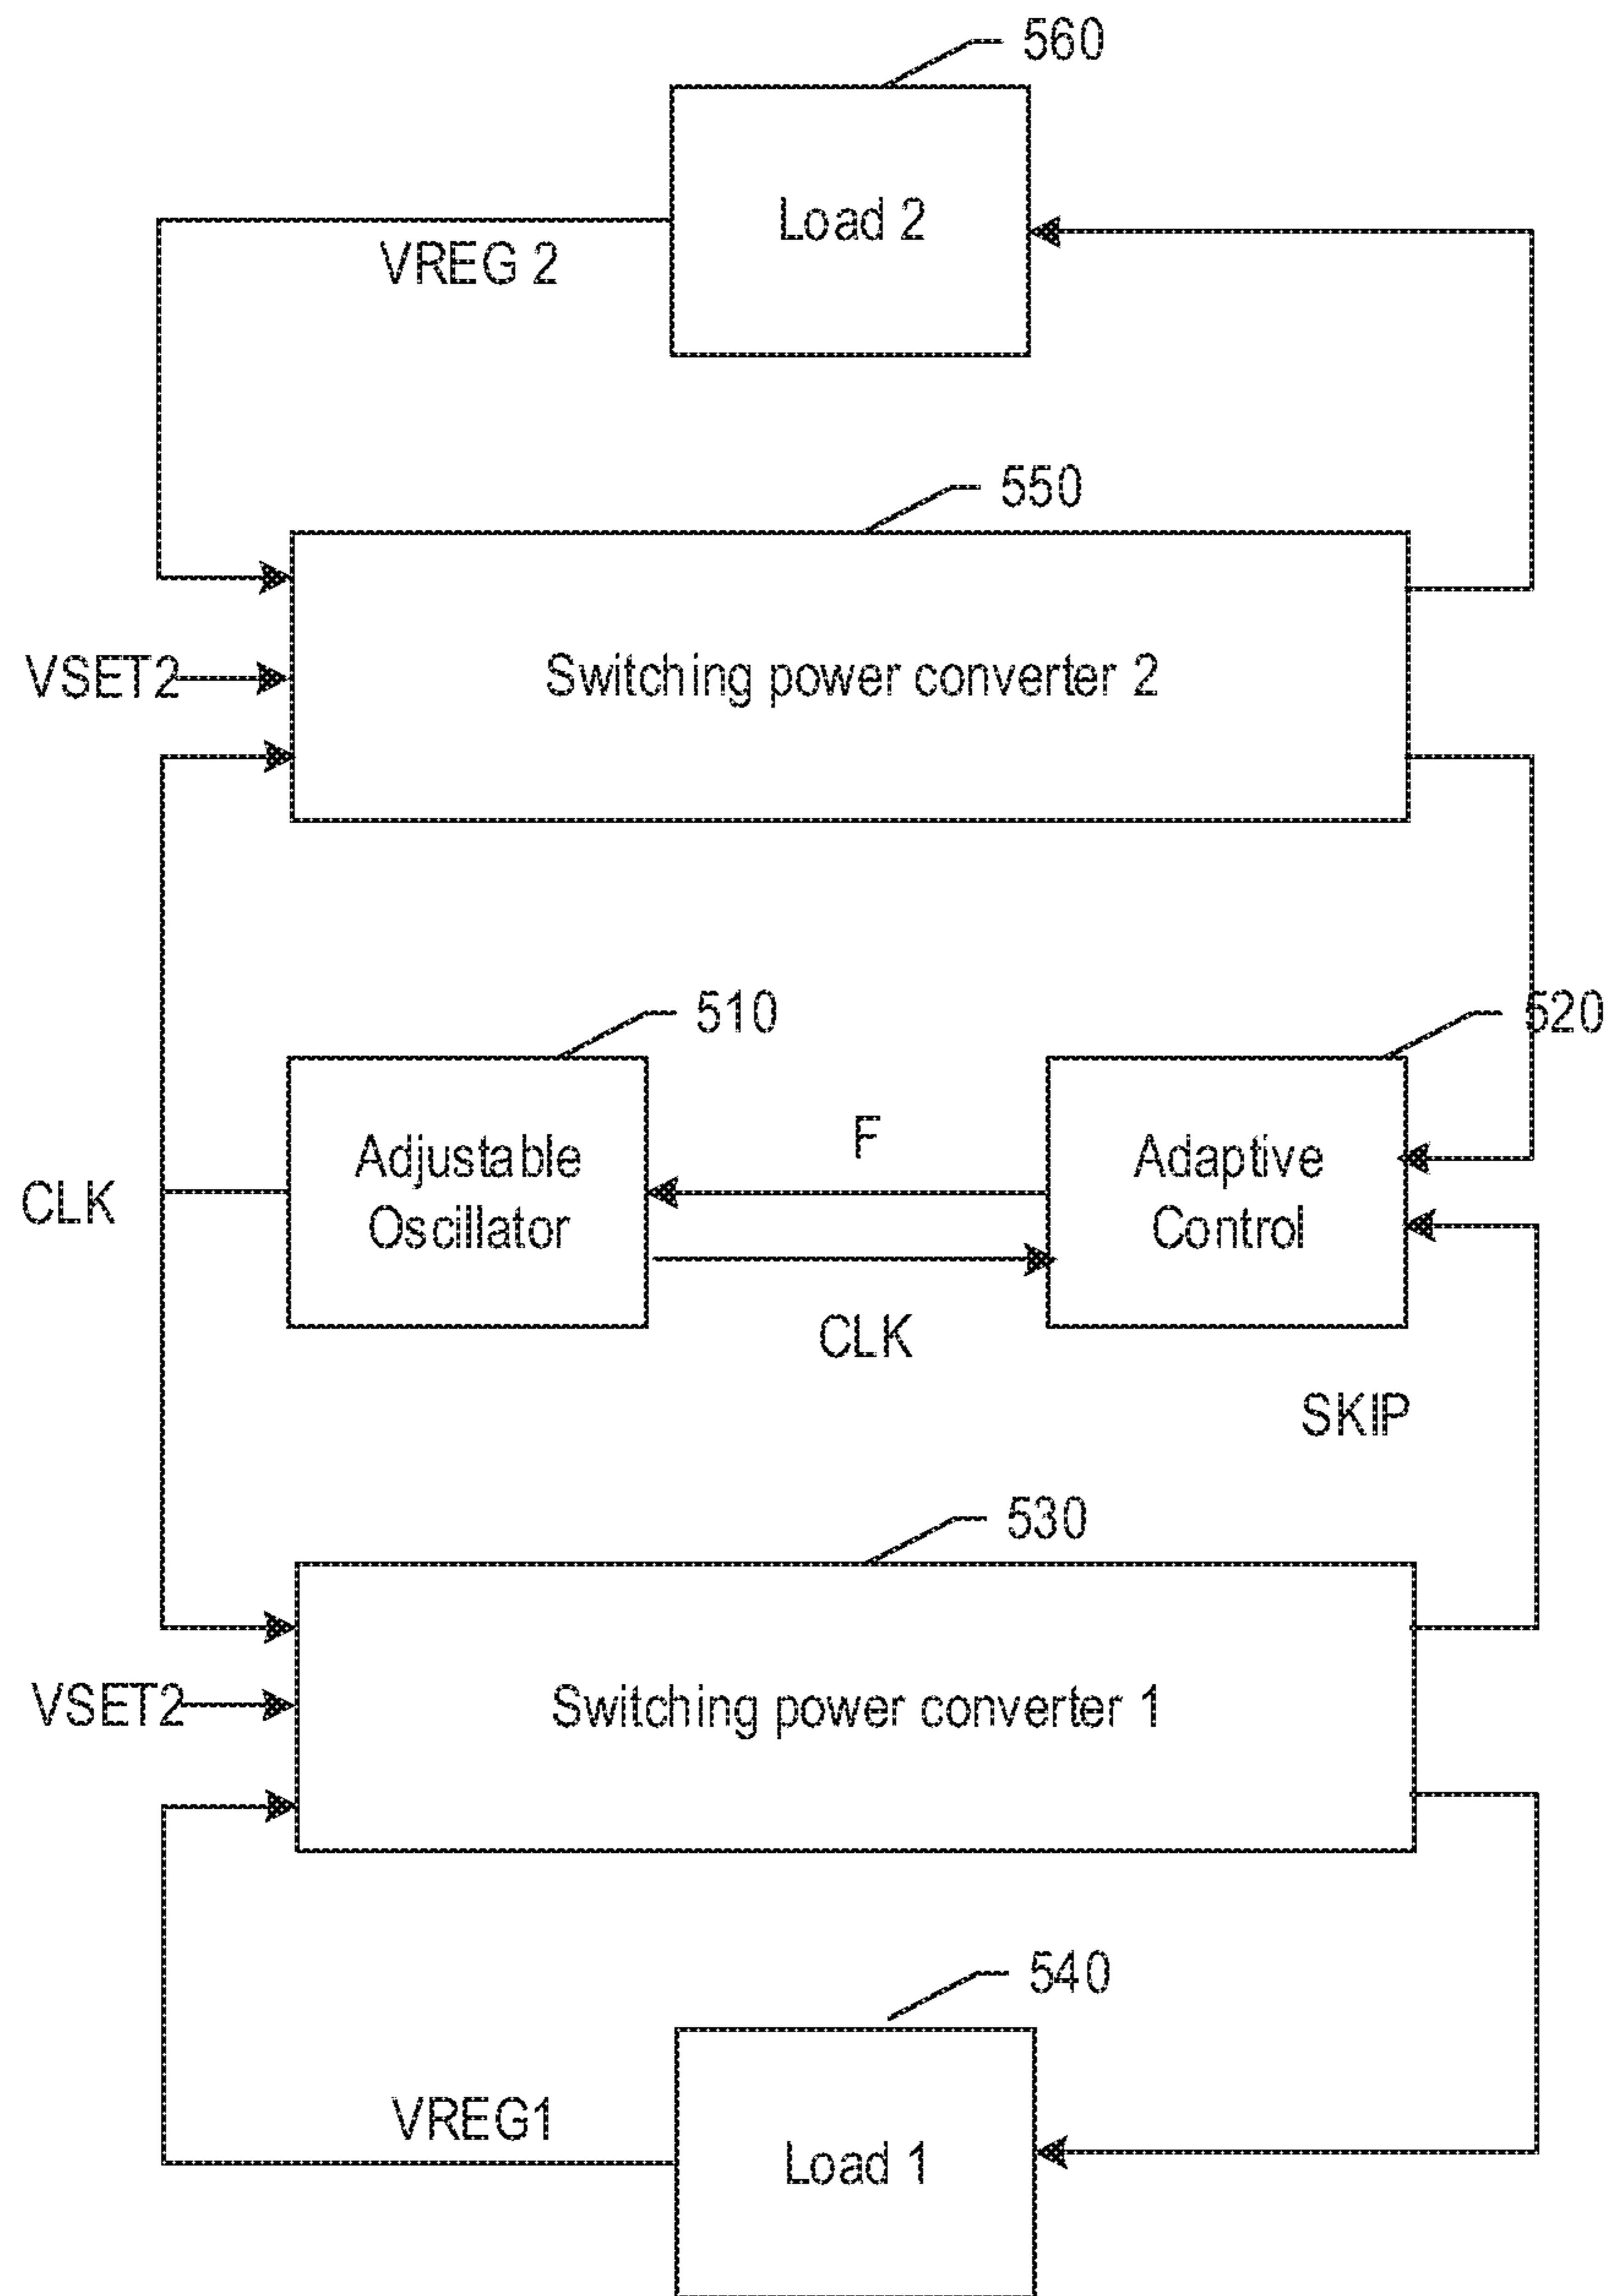 560
Load 2
VREG 2
550
VSET2
Switching power converter 2
510
520
Adjustable
Oscillator
F
Adaptive
Control
CLK
CLK
SKIP
530
VSET2
Switching power converter 1
540
VREG1
Load 1